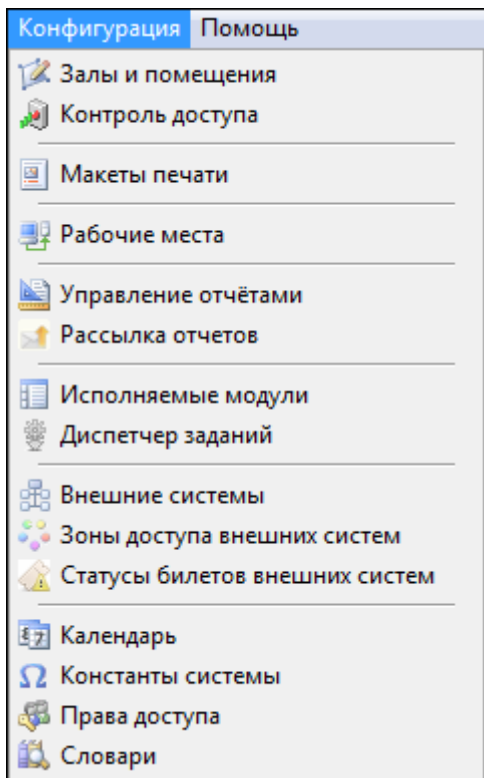 Конфигурация Помощь
Залы и помещения
Контроль доступа
Макеты печати
Рабочие места
Управление отчётами
Рассылка отчетов
Исполняемые модули
Диспетчер заданий
Внешние системы
Зоны доступа внешних систем
Статусы билетов внешних систем
Календарь
Константы системы
Права доступа
Словари